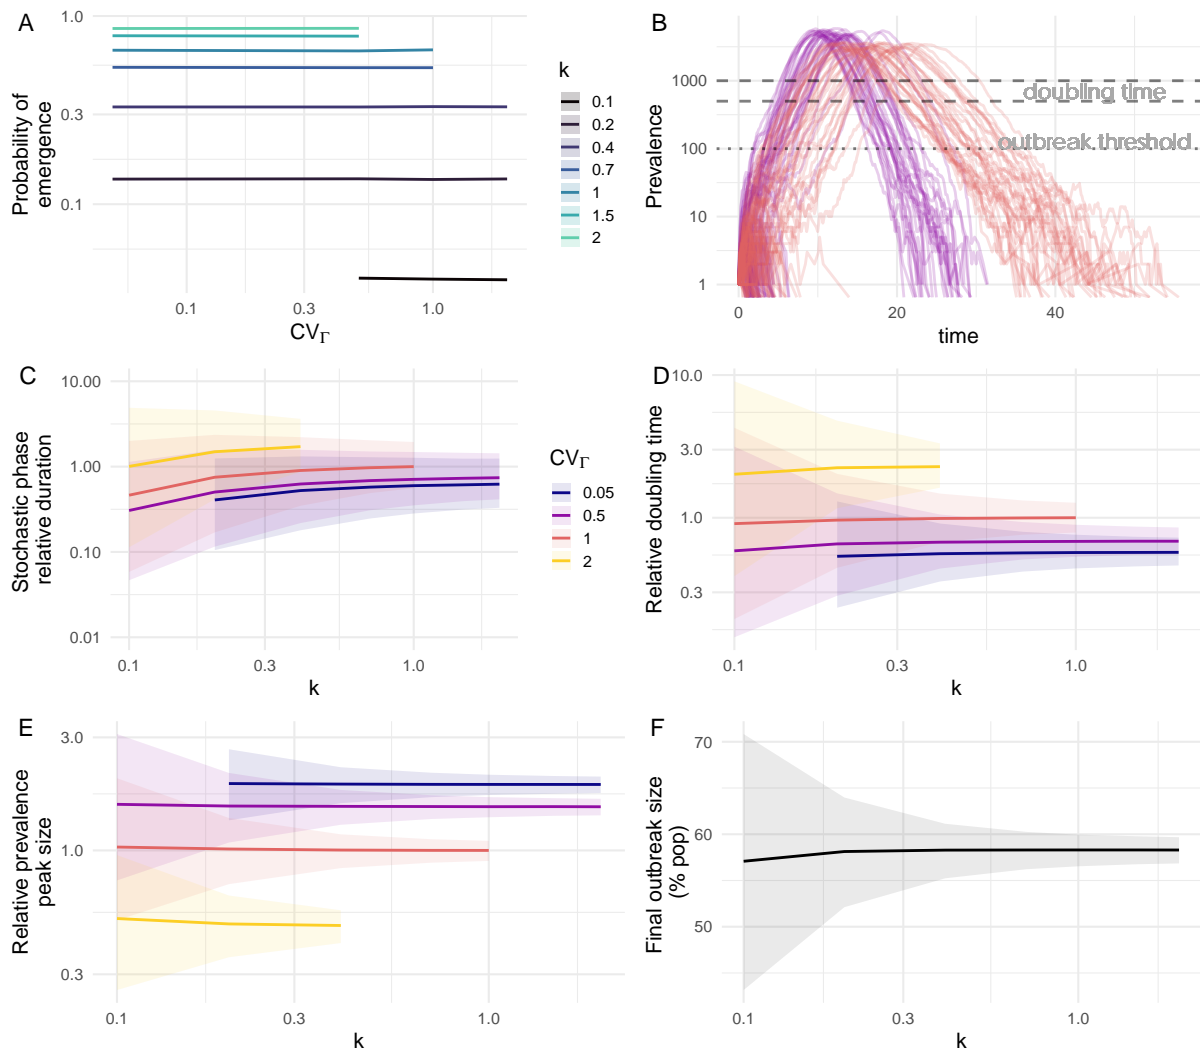 A
Probability of
emergence
1.0
0.3
0.1
0.1
0.3
1.0
CVΓ
k
0.1
0.2
0.4
0.7
1
1.5
2
B
Prevalence
1000
100
10
1
doubling time
outbreak threshold
0
20
40
time
C
Stochastic phase
relative duration
10.00
1.00
0.10
0.01
0.1
0.3
1.0
k
CVΓ
0.05
0.5
1
2
D
Relative doubling time
10.0
3.0
1.0
0.3
0.1
0.3
1.0
k
E
Relative prevalence
peak size
3.0
1.0
0.3
0.1
0.3
1.0
k
F
Final outbreak size
(% pop)
70
60
50
0.1
0.3
1.0
k